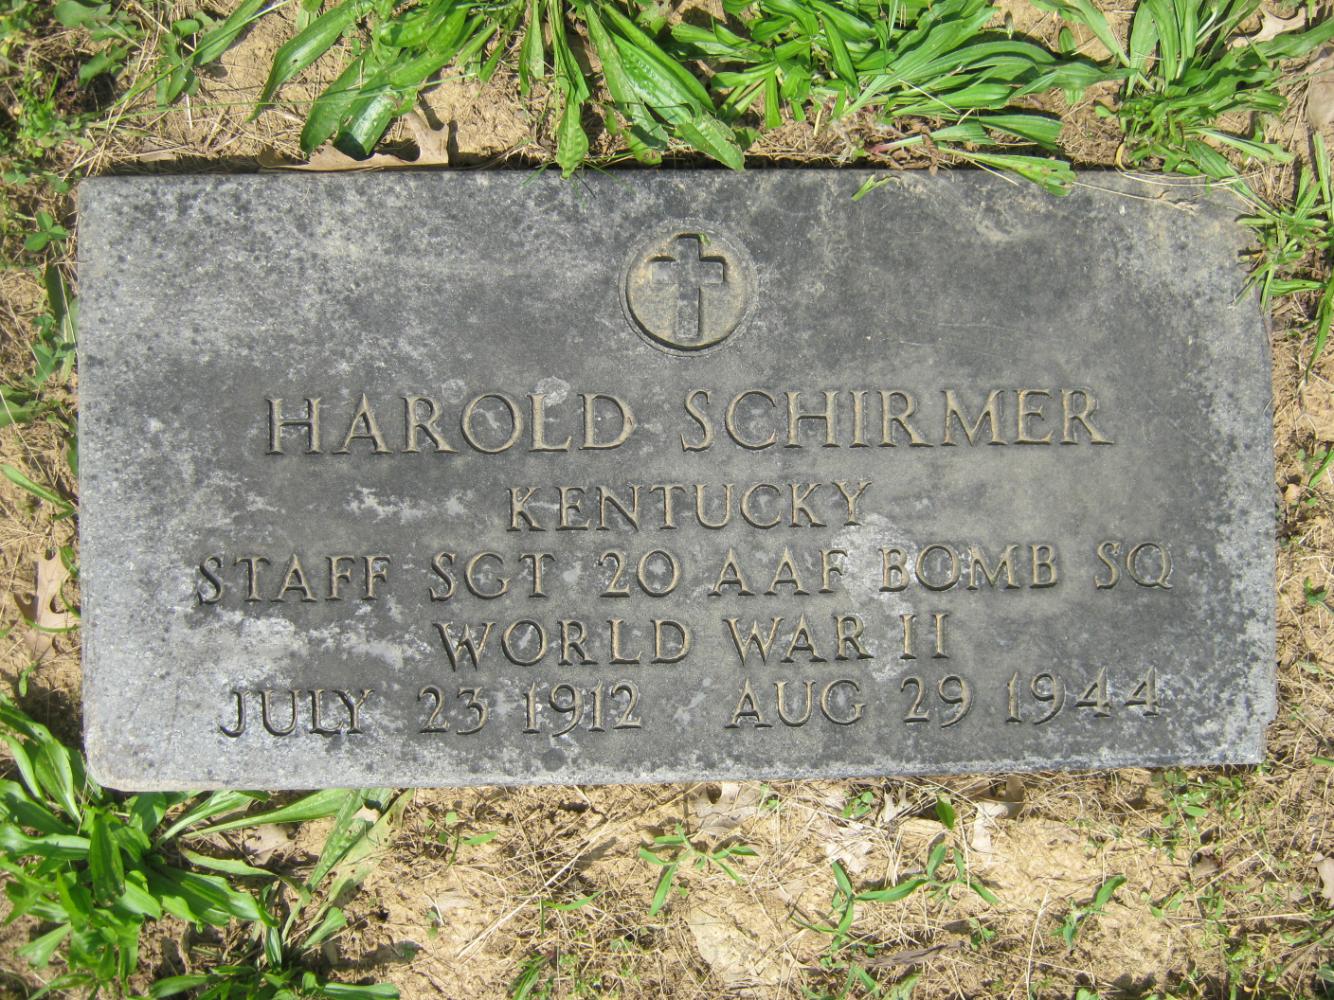 HAROLD SCHIRMER
KENTUCKY
STAFF SGT 20 AAF BOMB SQ
WORLD WAR II
JULY 23 1912 AUG 29 1944